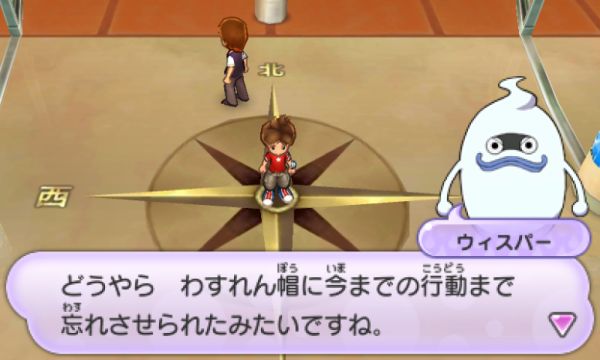 北
西
ウィスパー
どうやら　わすれん帽に今までの行動まで
忘れさせられたみたいですね。